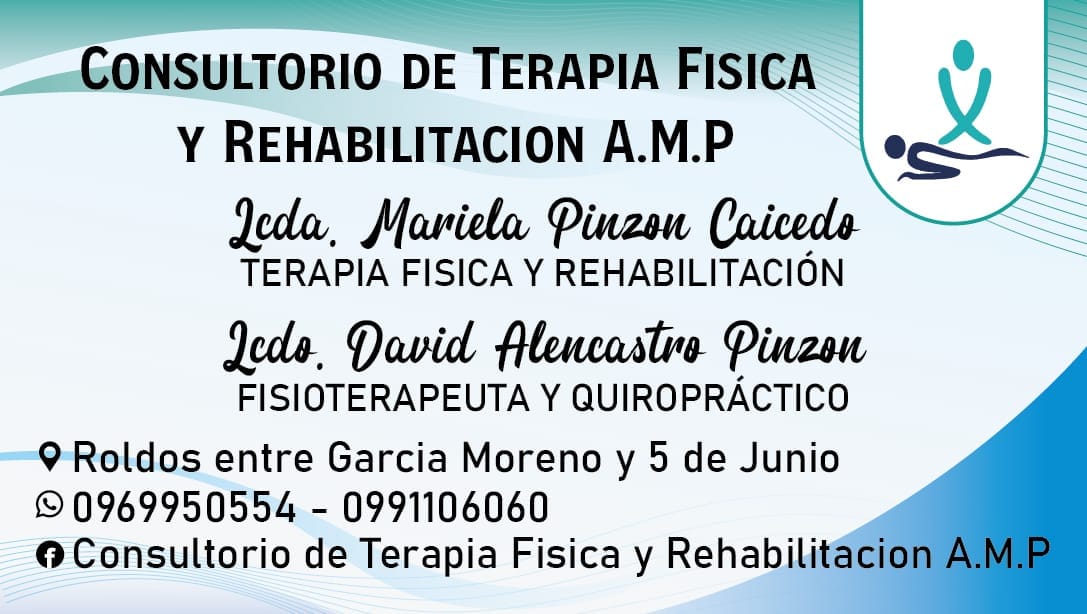 Consultorio de Terapia Fisica
y Rehabilitacion A.M.P
Lcda. Mariela Pinzon Caicedo
TERAPIA FISICA Y REHABILITACIÓN
Lcdo. David Alencastro Pinzon
FISIOTERAPEUTA Y QUIROPRÁCTICO
Roldos entre Garcia Moreno y 5 de Junio
0969950554 - 0991106060
Consultorio de Terapia Fisica y Rehabilitacion A.M.P